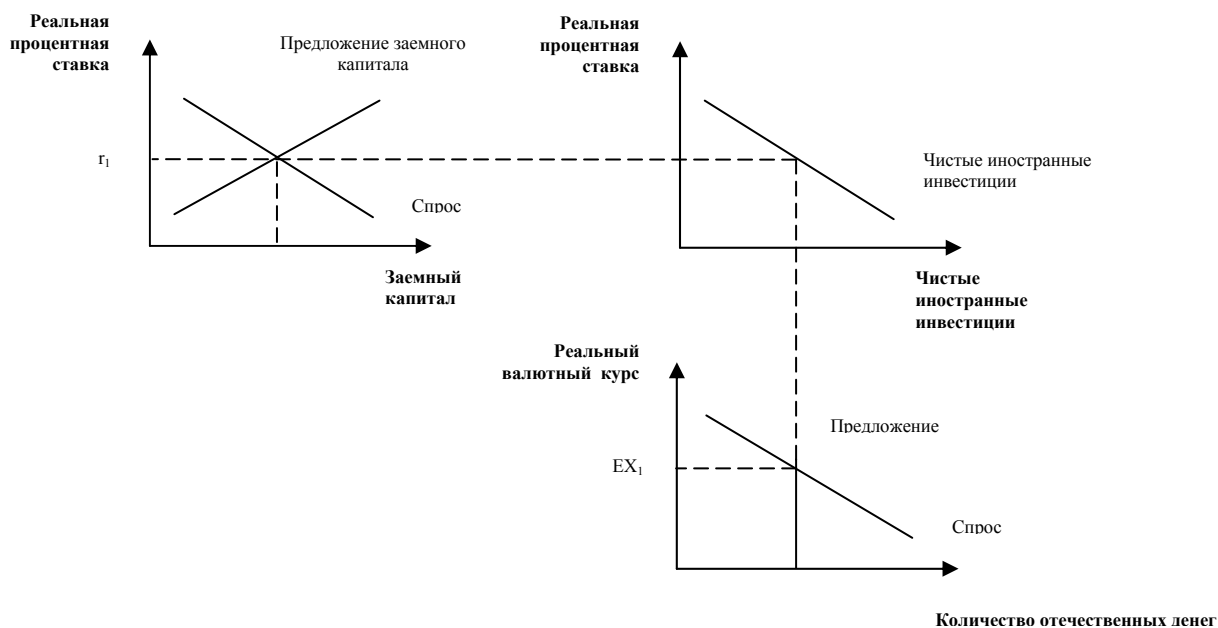 Реальная
процентная
ставка
Предложение заемного
капитала
r₁
Спрос
Заемный
капитал
Реальная
процентная
ставка
Чистые иностранные
инвестиции
Чистые
иностранные
инвестиции
Реальный
валютный курс
Предложение
EX₁
Спрос
Количество отечественных денег